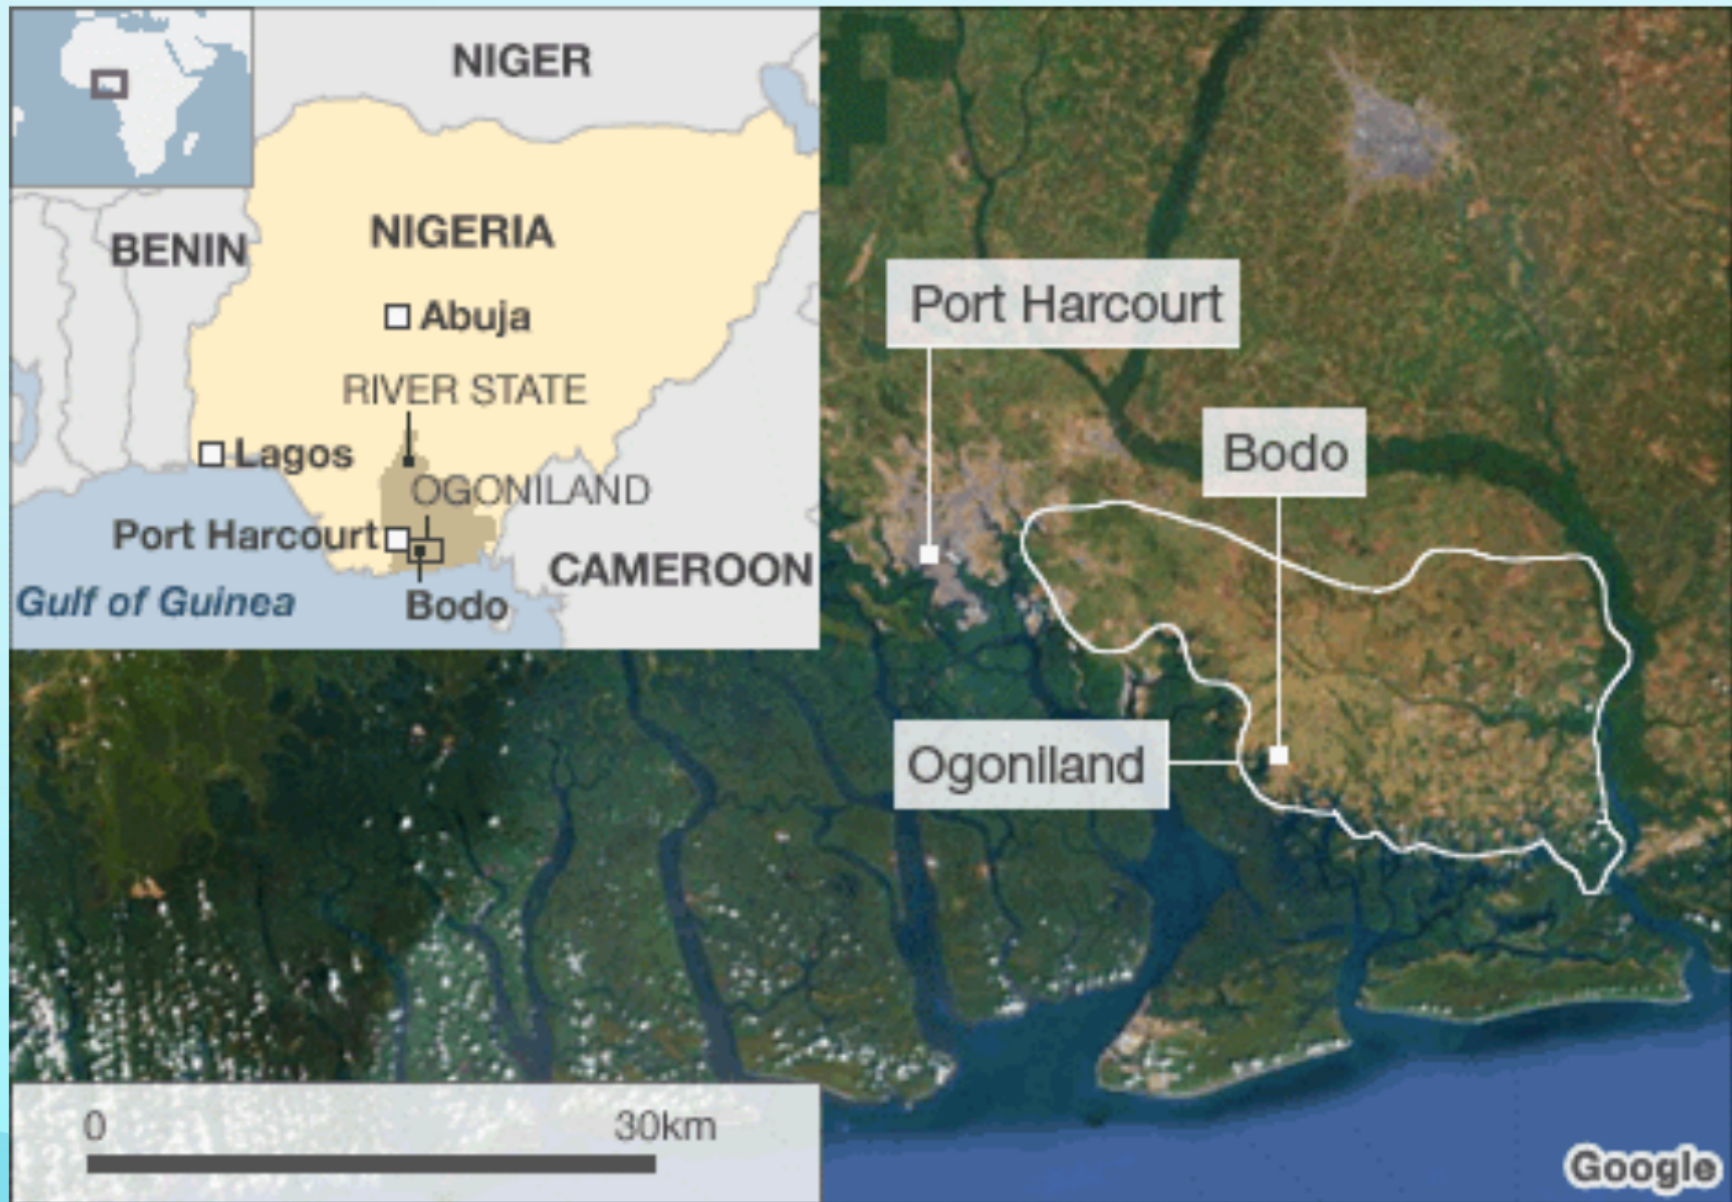 NIGER
BENIN
NIGERIA
Abuja
RIVER STATE
Lagos
OGONILAND
Port Harcourt
CAMEROON
Gulf of Guinea
Bodo
Port Harcourt
Bodo
Ogoniland
0 30km
Google